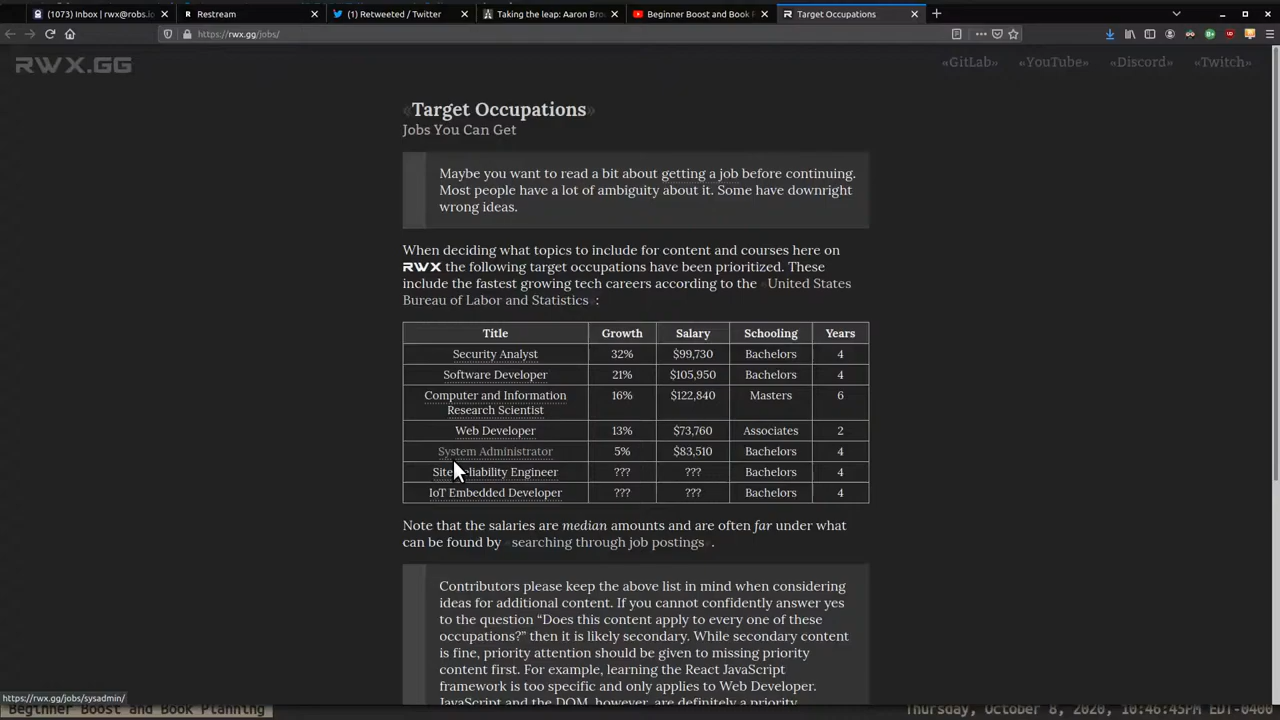 (1073) Inbox | rwx@robs.io
Restream
(1) Retweeted / Twitter
Taking the leap: Aaron Bro
Beginner Boost and Book P
Target Occupations
https://rwx.gg/jobs/
RWX.GG
«GitLab» «YouTube» «Discord» «Twitch»
«Target Occupations»
Jobs You Can Get
Maybe you want to read a bit about getting a job before continuing.
Most people have a lot of ambiguity about it. Some have downright
wrong ideas.
When deciding what topics to include for content and courses here on
RWX the following target occupations have been prioritized. These
include the fastest growing tech careers according to the «United States
Bureau of Labor and Statistics»:
Title Growth Salary Schooling Years
Security Analyst 32% $99,730 Bachelors 4
Software Developer 21% $105,950 Bachelors 4
Computer and Information
Research Scientist 16% $122,840 Masters 6
Web Developer 13% $73,760 Associates 2
System Administrator 5% $83,510 Bachelors 4
Site Reliability Engineer ??? ??? Bachelors 4
IoT Embedded Developer ??? ??? Bachelors 4
Note that the salaries are median amounts and are often far under what
can be found by «searching through job postings».
Contributors please keep the above list in mind when considering
ideas for additional content. If you cannot confidently answer yes
to the question “Does this content apply to every one of these
occupations?” then it is likely secondary. While secondary content
is fine, priority attention should be given to missing priority
content first. For example, learning the React JavaScript
framework is too specific and only applies to Web Developer.
JavaScript and the DOM, however, are definitely a priority.
https://rwx.gg/jobs/sysadmin/
Beginner Boost and Book Planning
Thursday, October 8, 2020, 10:46:45PM EDT-0400